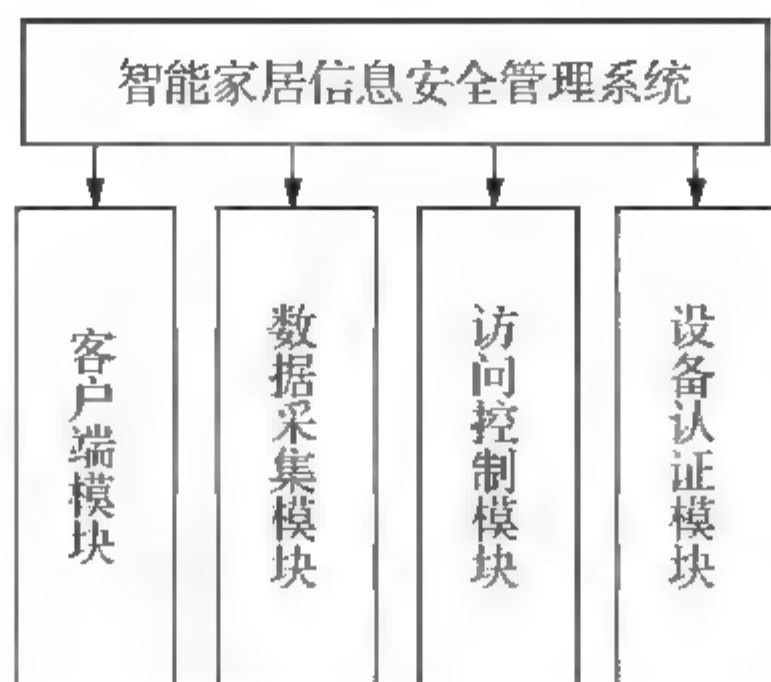 智能家居信息安全管理系统
客户端模块
数据采集模块
访问控制模块
设备认证模块